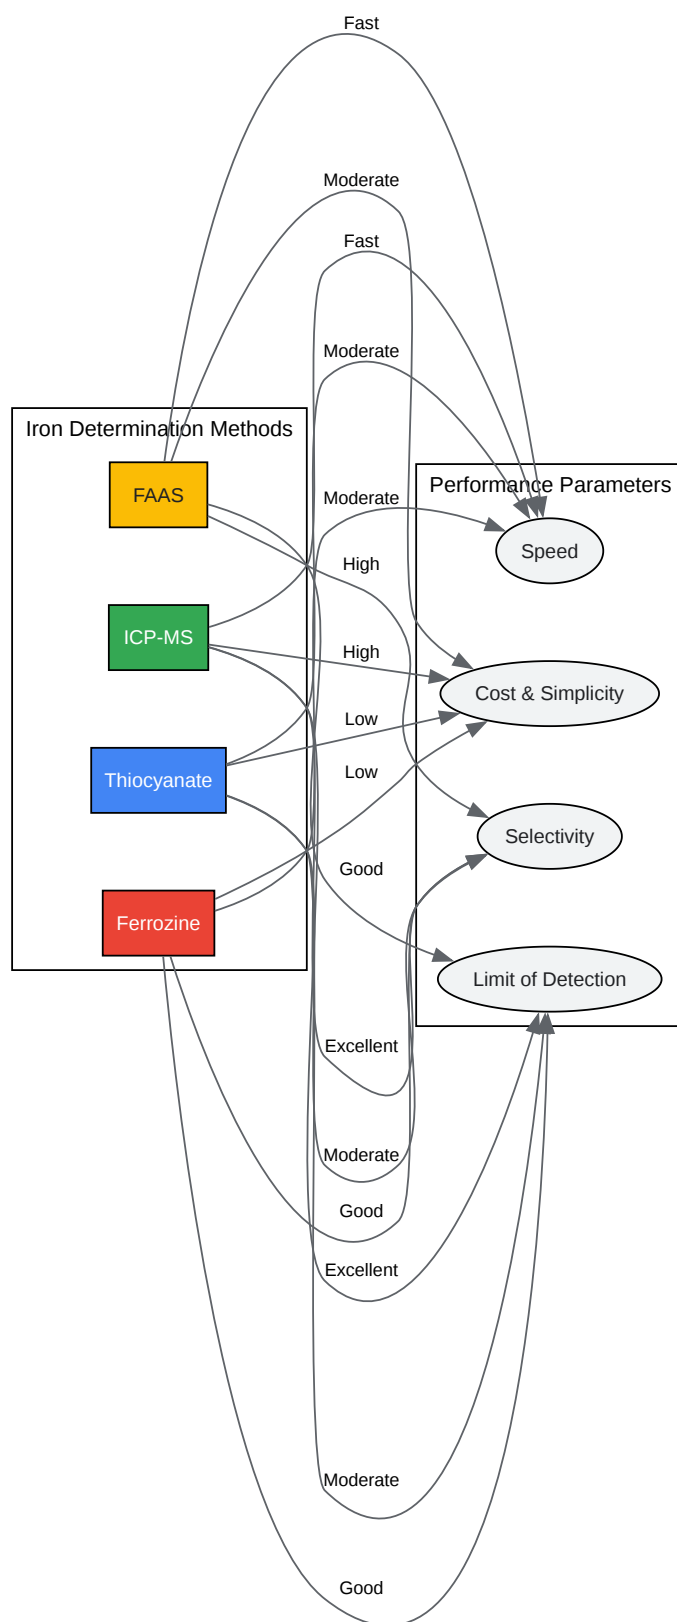 Fast
Moderate
Fast
Moderate
Iron Determination Methods
FAAS
Performance Parameters
Moderate
Speed
High
ICP-MS
High
Cost & Simplicity
Low
Thiocyanate
Low
Selectivity
Good
Ferrozine
Limit of Detection
Excellent
Moderate
Good
Excellent
Moderate
Good